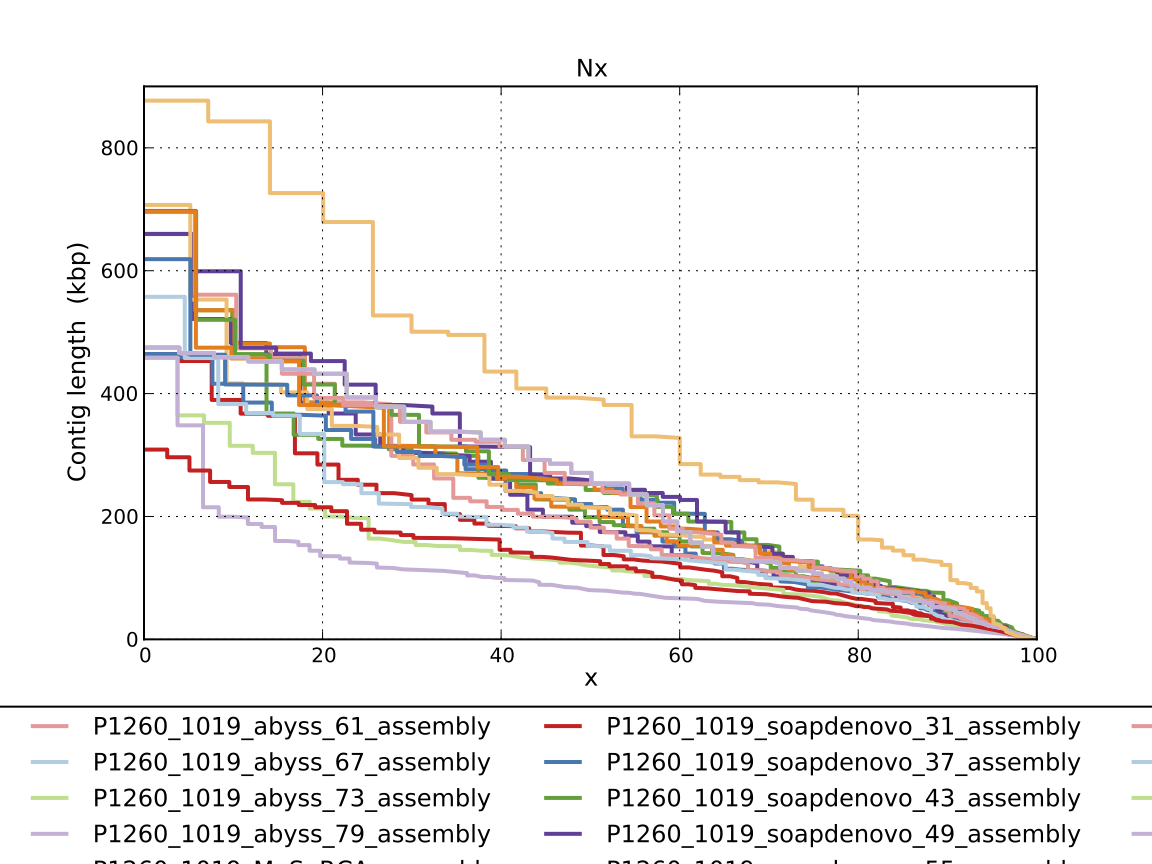 Nx
800
600
400
200
0
Contig length (kbp)
0 20 40 60 80 100
x
P1260_1019_abyss_61_assembly P1260_1019_soapdenovo_31_assembly
P1260_1019_abyss_67_assembly P1260_1019_soapdenovo_37_assembly
P1260_1019_abyss_73_assembly P1260_1019_soapdenovo_43_assembly
P1260_1019_abyss_79_assembly P1260_1019_soapdenovo_49_assembly